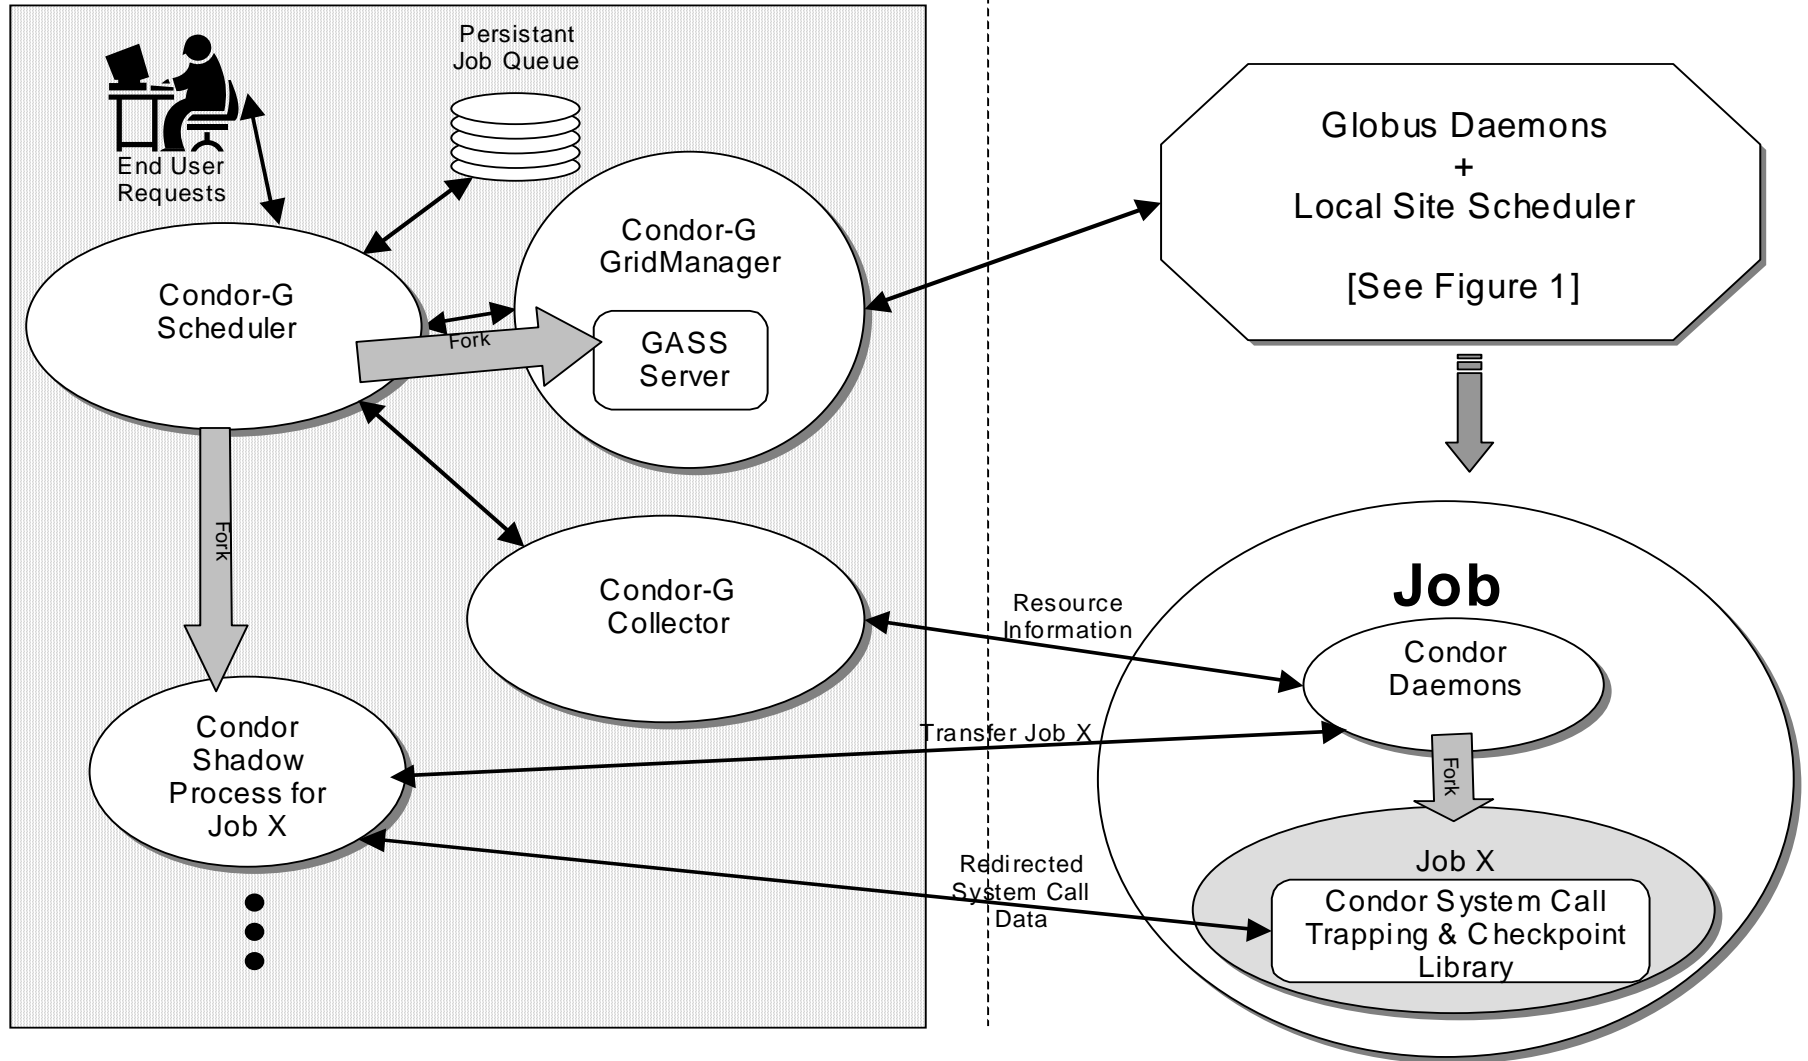 Persistant
Job Queue
End User
Requests
Condor-G
Scheduler
Fork
Condor-G
GridManager
GASS
Server
Fork
Condor-G
Collector
Condor
Shadow
Process for
Job X
Globus Daemons
+
Local Site Scheduler
[See Figure 1]
Resource
Information
Transfer Job X
Redirected
System Call
Data
Job
Condor
Daemons
Fork
Job X
Condor System Call
Trapping & Checkpoint
Library